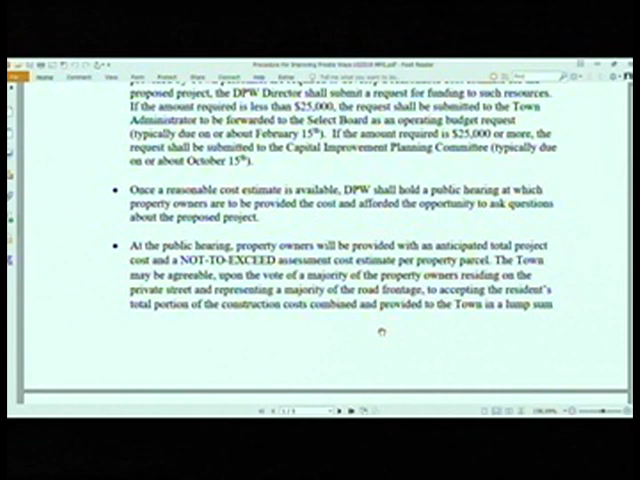 proposed project, the DPW Director shall submit a request for funding to such resources.
If the amount required is less than $25,000, the request shall be submitted to the Town
Administrator to be forwarded to the Select Board as an operating budget request
(typically due on or about February 15th). If the amount required is $25,000 or more, the
request shall be submitted to the Capital Improvement Planning Committee (typically due
on or about October 15th).
• Once a reasonable cost estimate is available, DPW shall hold a public hearing at which
property owners are to be provided the cost and afforded the opportunity to ask questions
about the proposed project.
• At the public hearing, property owners will be provided with an anticipated total project
cost and a NOT-TO-EXCEED assessment cost estimate per property parcel. The Town
may be agreeable, upon the vote of a majority of the property owners residing on the
private street and representing a majority of the road frontage, to accepting the resident's
total portion of the construction costs combined and provided to the Town in a lump sum